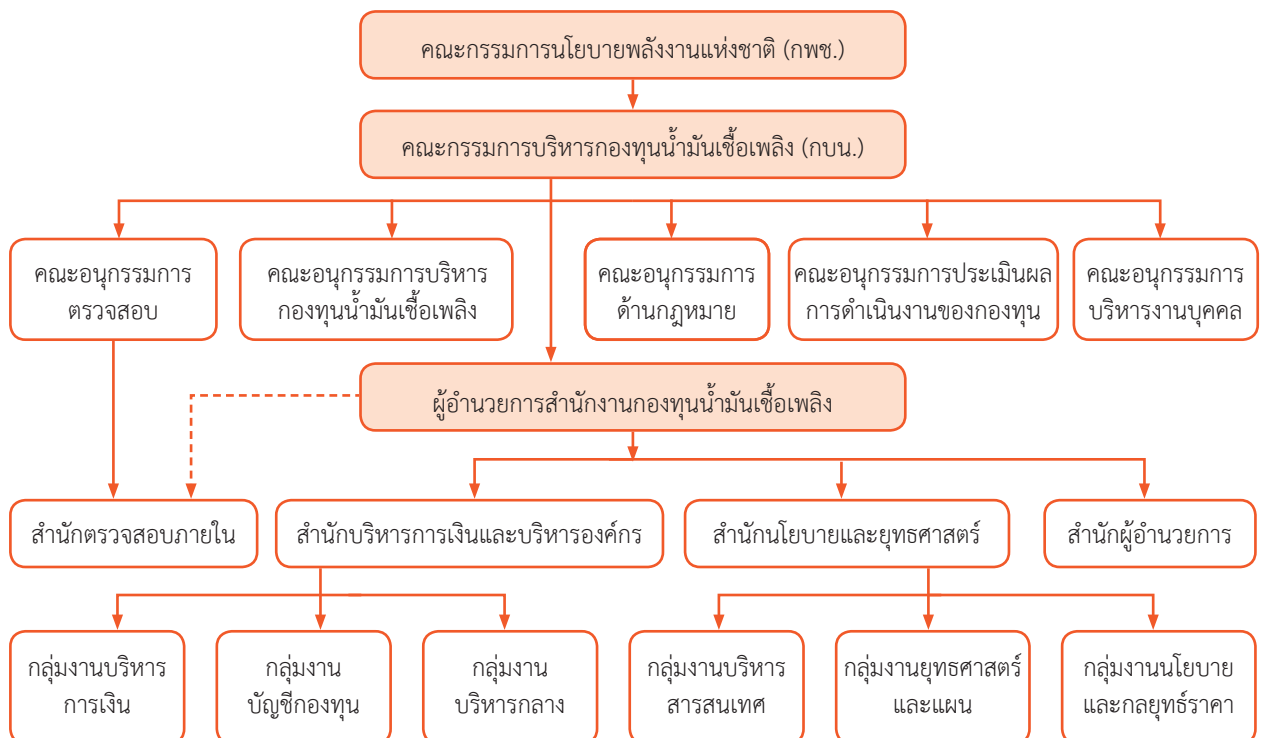 คณะกรรมการนโยบายพลังงานแห่งชาติ (กพช.)
คณะกรรมการบริหารกองทุนน้ำมันเชื้อเพลิง (กบน.)
คณะอนุกรรมการ
ตรวจสอบ
คณะอนุกรรมการบริหาร
กองทุนน้ำมันเชื้อเพลิง
คณะอนุกรรมการ
ด้านกฎหมาย
คณะอนุกรรมการประเมินผล
การดำเนินงานของกองทุน
คณะอนุกรรมการ
บริหารงานบุคคล
ผู้อำนวยการสำนักงานกองทุนน้ำมันเชื้อเพลิง
สำนักตรวจสอบภายใน
สำนักบริหารการเงินและบริหารองค์กร
สำนักนโยบายและยุทธศาสตร์
สำนักผู้อำนวยการ
กลุ่มงานบริหาร
การเงิน
กลุ่มงาน
บัญชีกองทุน
กลุ่มงาน
บริหารกลาง
กลุ่มงานบริหาร
สารสนเทศ
กลุ่มงานยุทธศาสตร์
และแผน
กลุ่มงานนโยบาย
และกลยุทธ์ราคา